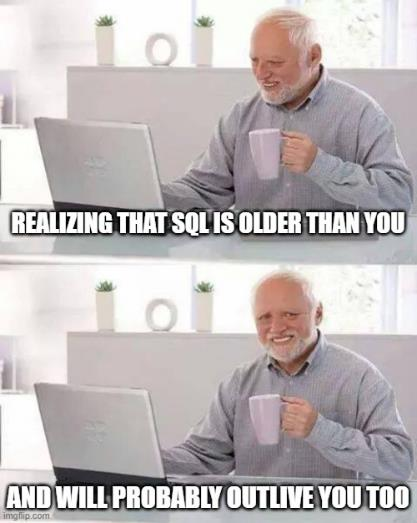 REALIZING THAT SQL IS OLDER THAN YOU
AND WILL PROBABLY OUTLIVE YOU TOO
imgflip.com